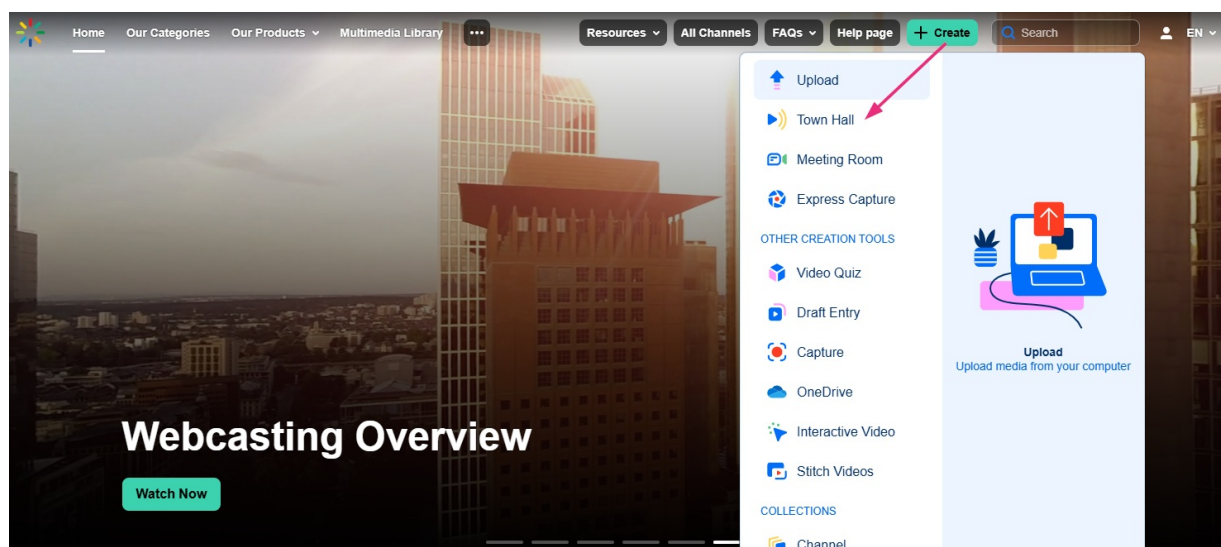 Home Our Categories Our Products Multimedia Library ••• Resources All Channels FAQs Help page + Create Search EN
Upload
Town Hall
Meeting Room
Express Capture
OTHER CREATION TOOLS
Video Quiz
Draft Entry
Capture
OneDrive
Interactive Video
Stitch Videos
COLLECTIONS
Channel
Upload
Upload media from your computer
Webcasting Overview
Watch Now